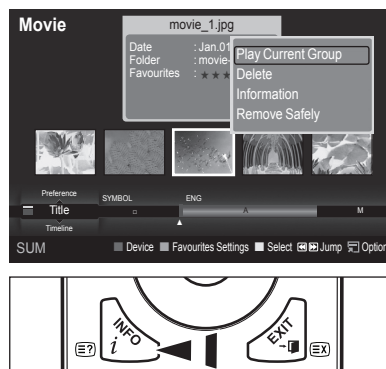 Movie
movie_1.jpg
Date : Jan.01
Folder : movie-
Favourites : ★ ★
Play Current Group
Delete
Information
Remove Safely
Preference
Title
Timeline
SYMBOL
ENG
A
M
SUM
Device
Favourites Settings
Select
Jump
Option
INFO
i
EXIT